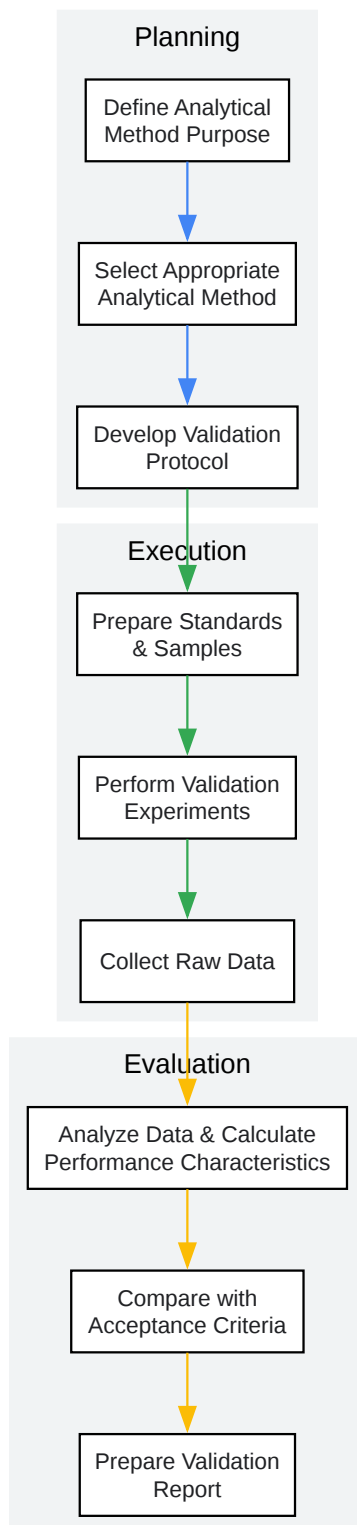 Planning
Define Analytical
Method Purpose
Select Appropriate
Analytical Method
Develop Validation
Protocol
Execution
Prepare Standards
& Samples
Perform Validation
Experiments
Collect Raw Data
Evaluation
Analyze Data & Calculate
Performance Characteristics
Compare with
Acceptance Criteria
Prepare Validation
Report